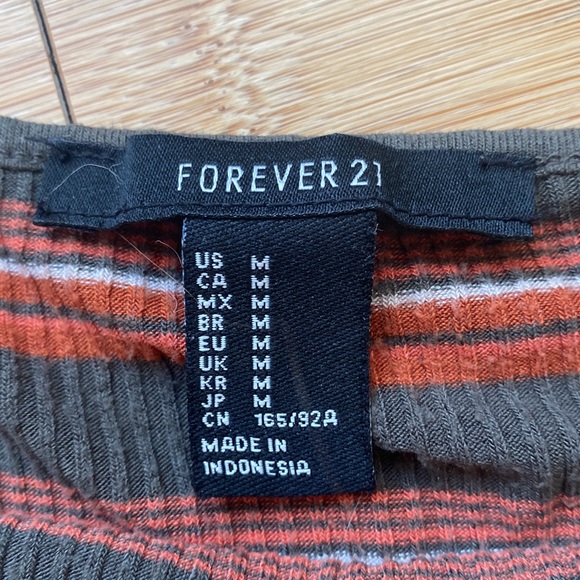 FOREVER 21
US M
CA M
MX M
BR M
EU M
UK M
KR M
JP M
CN 165/92A
MADE IN
INDONESIA